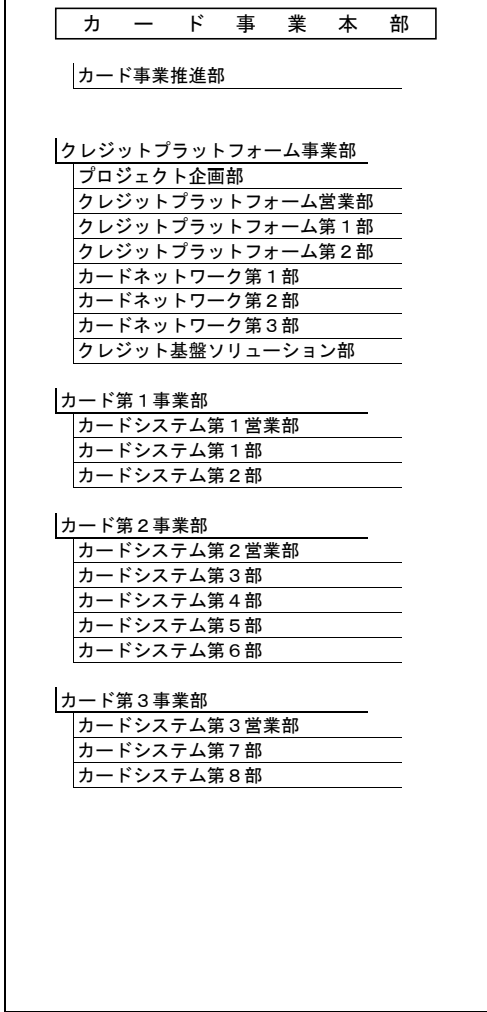 カード事業本部
カード事業推進部
クレジットプラットフォーム事業部
プロジェクト企画部
クレジットプラットフォーム営業部
クレジットプラットフォーム第１部
クレジットプラットフォーム第２部
カードネットワーク第１部
カードネットワーク第２部
カードネットワーク第３部
クレジット基盤ソリューション部
カード第１事業部
カードシステム第１営業部
カードシステム第１部
カードシステム第２部
カード第２事業部
カードシステム第２営業部
カードシステム第３部
カードシステム第４部
カードシステム第５部
カードシステム第６部
カード第３事業部
カードシステム第３営業部
カードシステム第７部
カードシステム第８部